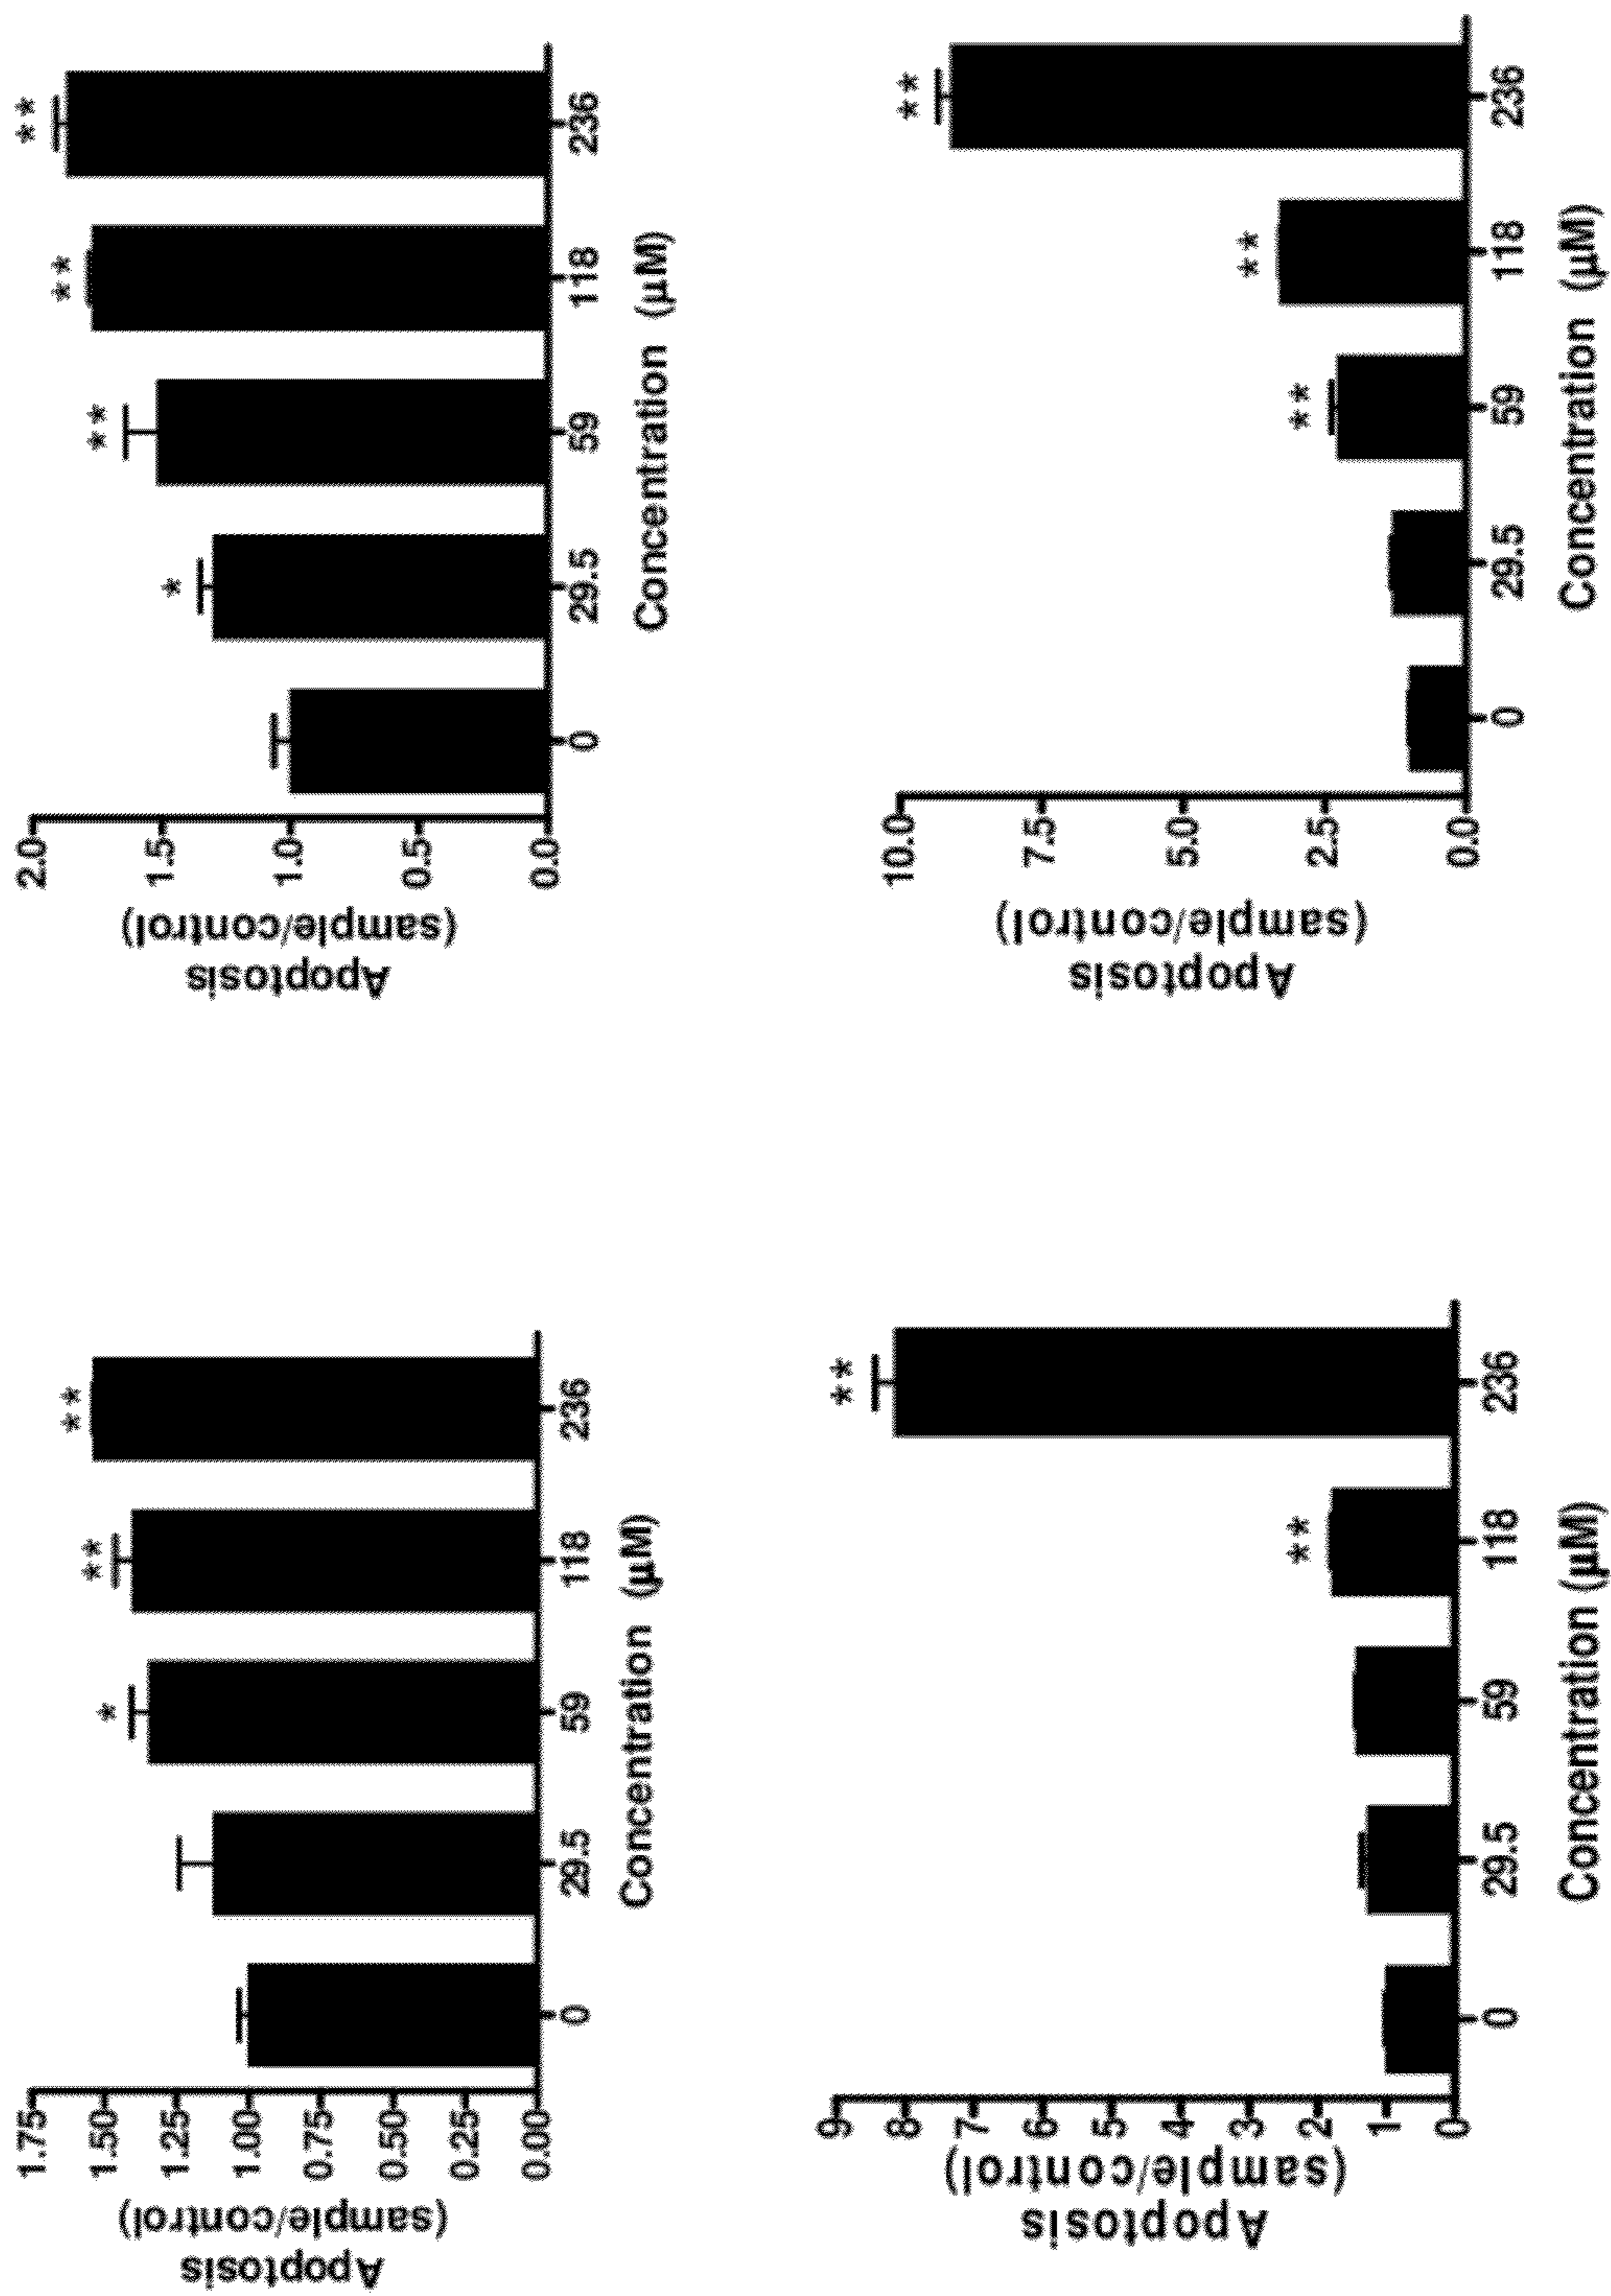 Apoptosis
(sample/control)
1.75
1.50
1.25
1.00
0.75
0.50
0.25
0.00
*
**
**
0 29.5 59 118 236
Concentration (μM)
Apoptosis
(sample/control)
2.0
1.5
1.0
0.5
0.0
*
**
**
**
0 29.5 59 118 236
Concentration (μM)
Apoptosis
(sample/control)
9
8
7
6
5
4
3
2
1
0
**
**
0 29.5 59 118 236
Concentration (μM)
Apoptosis
(sample/control)
10.0
7.5
5.0
2.5
0.0
**
**
**
0 29.5 59 118 236
Concentration (μM)